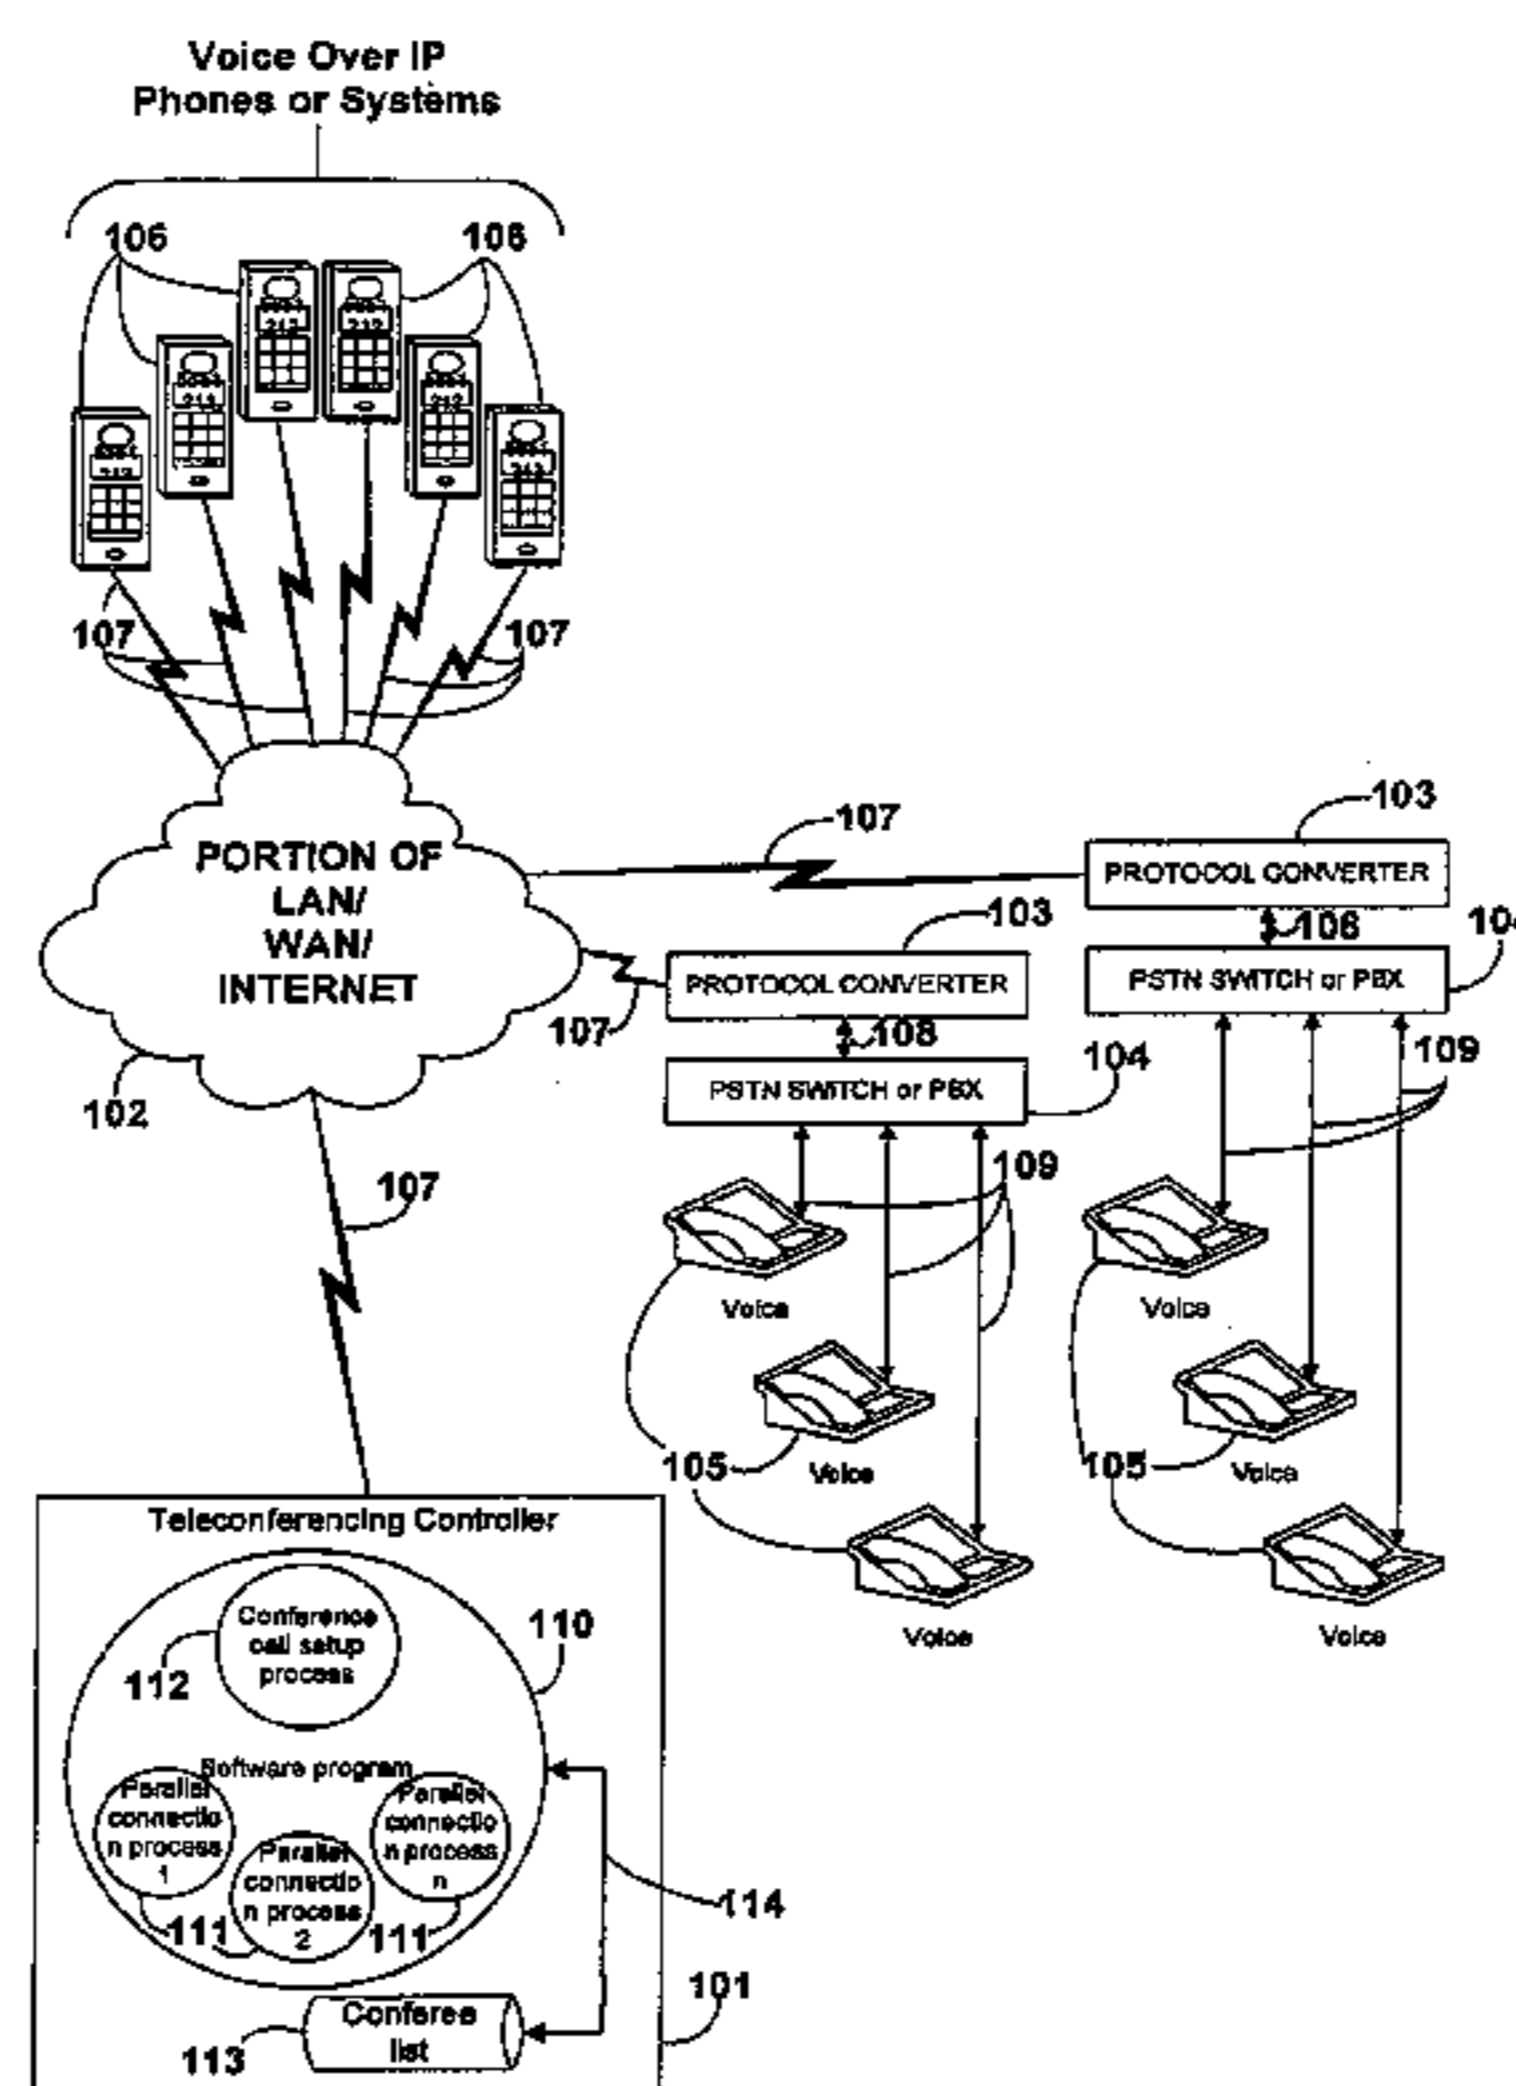 Voice Over IP
Phones or Systems
106
106
107
107
PORTION OF
LAN/
WAN/
INTERNET
102
107
103
PROTOCOL CONVERTER
108
104
PSTN SWITCH or PBX
109
103
PROTOCOL CONVERTER
107
108
104
PSTN SWITCH or PBX
109
107
Voice
Voice
105
Voice
105
Voice
Voice
Voice
Teleconferencing Controller
Conference
call setup
process
110
112
Software program
Parallel
connectio
n process
1
Parallel
connectio
n process
2
Parallel
connectio
n process
n
111
111
114
101
Conferee
list
113